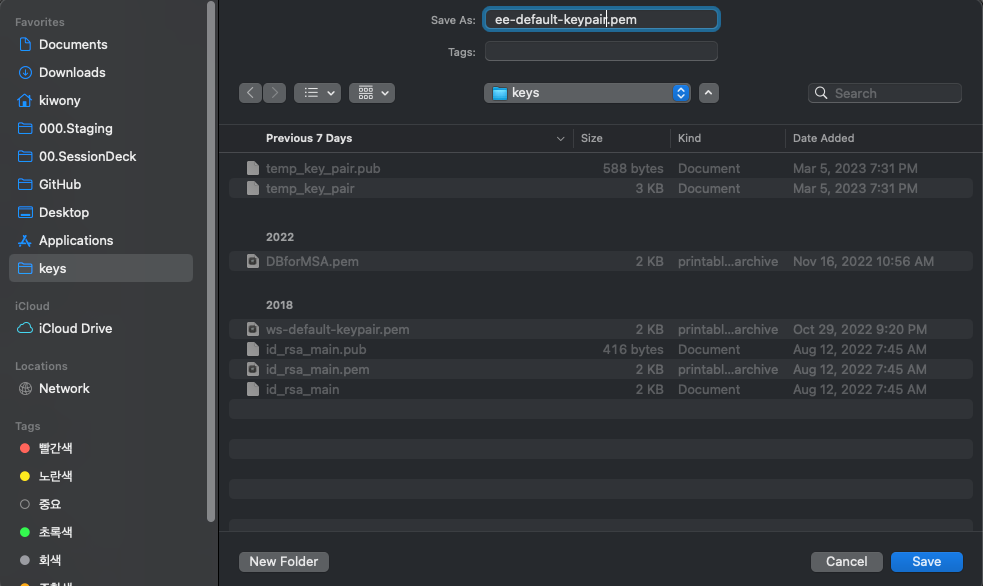 Favorites
Documents
Downloads
kiwony
000.Staging
00.SessionDeck
GitHub
Desktop
Applications
keys
iCloud
iCloud Drive
Locations
Network
Tags
빨간색
노란색
중요
초록색
회색
Save As: ee-default-keypair.pem
Tags:
keys
Search
Previous 7 Days Size Kind Date Added
temp_key_pair.pub 588 bytes Document Mar 5, 2023 7:31 PM
temp_key_pair 3 KB Document Mar 5, 2023 7:31 PM
2022
DBforMSA.pem 2 KB printabl...archive Nov 16, 2022 10:56 AM
2018
ws-default-keypair.pem 2 KB printabl...archive Oct 29, 2022 9:20 PM
id_rsa_main.pub 416 bytes Document Aug 12, 2022 7:45 AM
id_rsa_main.pem 2 KB printabl...archive Aug 12, 2022 7:45 AM
id_rsa_main 2 KB Document Aug 12, 2022 7:45 AM
New Folder Cancel Save